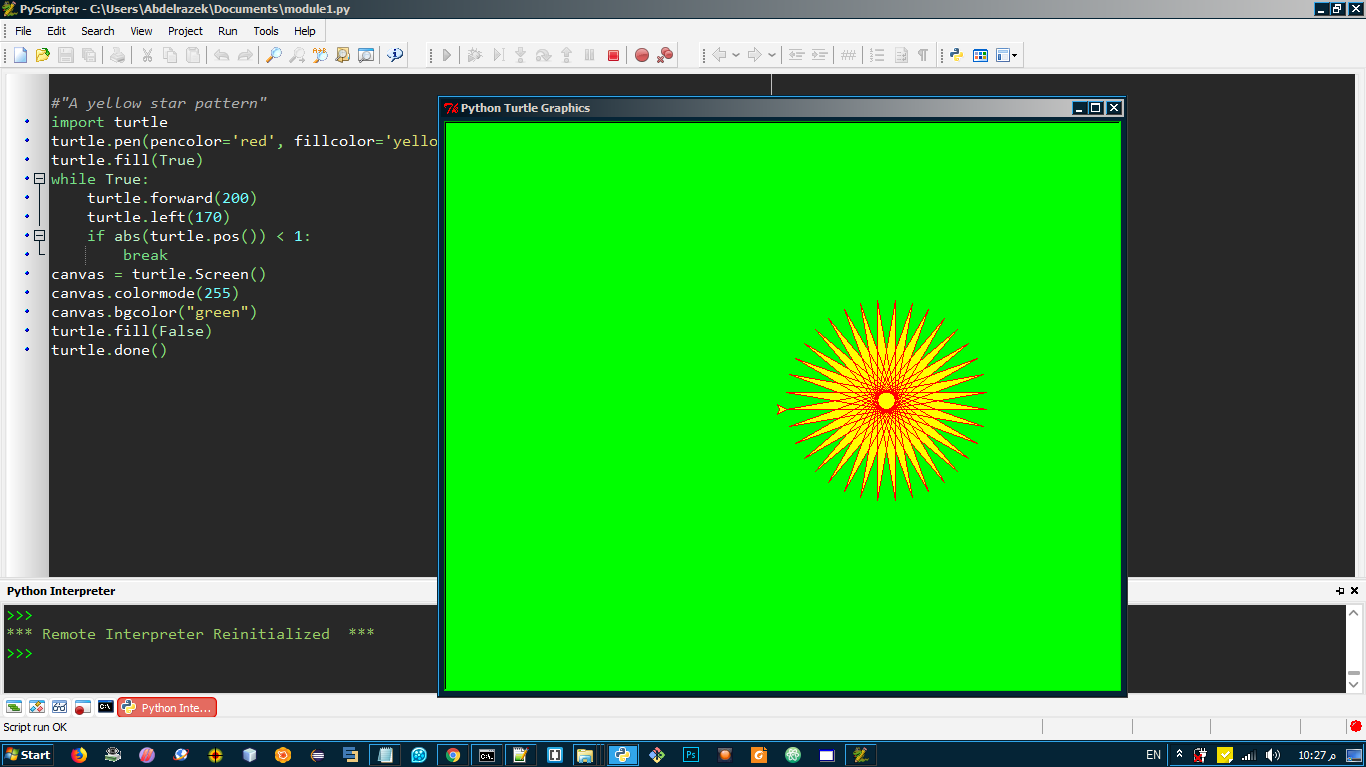 PyScripter - C:\Users\Abdelrazek\Documents\module1.py
File Edit Search View Project Run Tools Help
#"A yellow star pattern"
import turtle
turtle.pen(pencolor='red', fillcolor='yello
turtle.fill(True)
while True:
turtle.forward(200)
turtle.left(170)
if abs(turtle.pos()) < 1:
break
canvas = turtle.Screen()
canvas.colormode(255)
canvas.bgcolor("green")
turtle.fill(False)
turtle.done()
Python Turtle Graphics
Python Interpreter
>>>
*** Remote Interpreter Reinitialized ***
>>>
Python Inte...
Script run OK
Start
Ps
EN
10:27 م